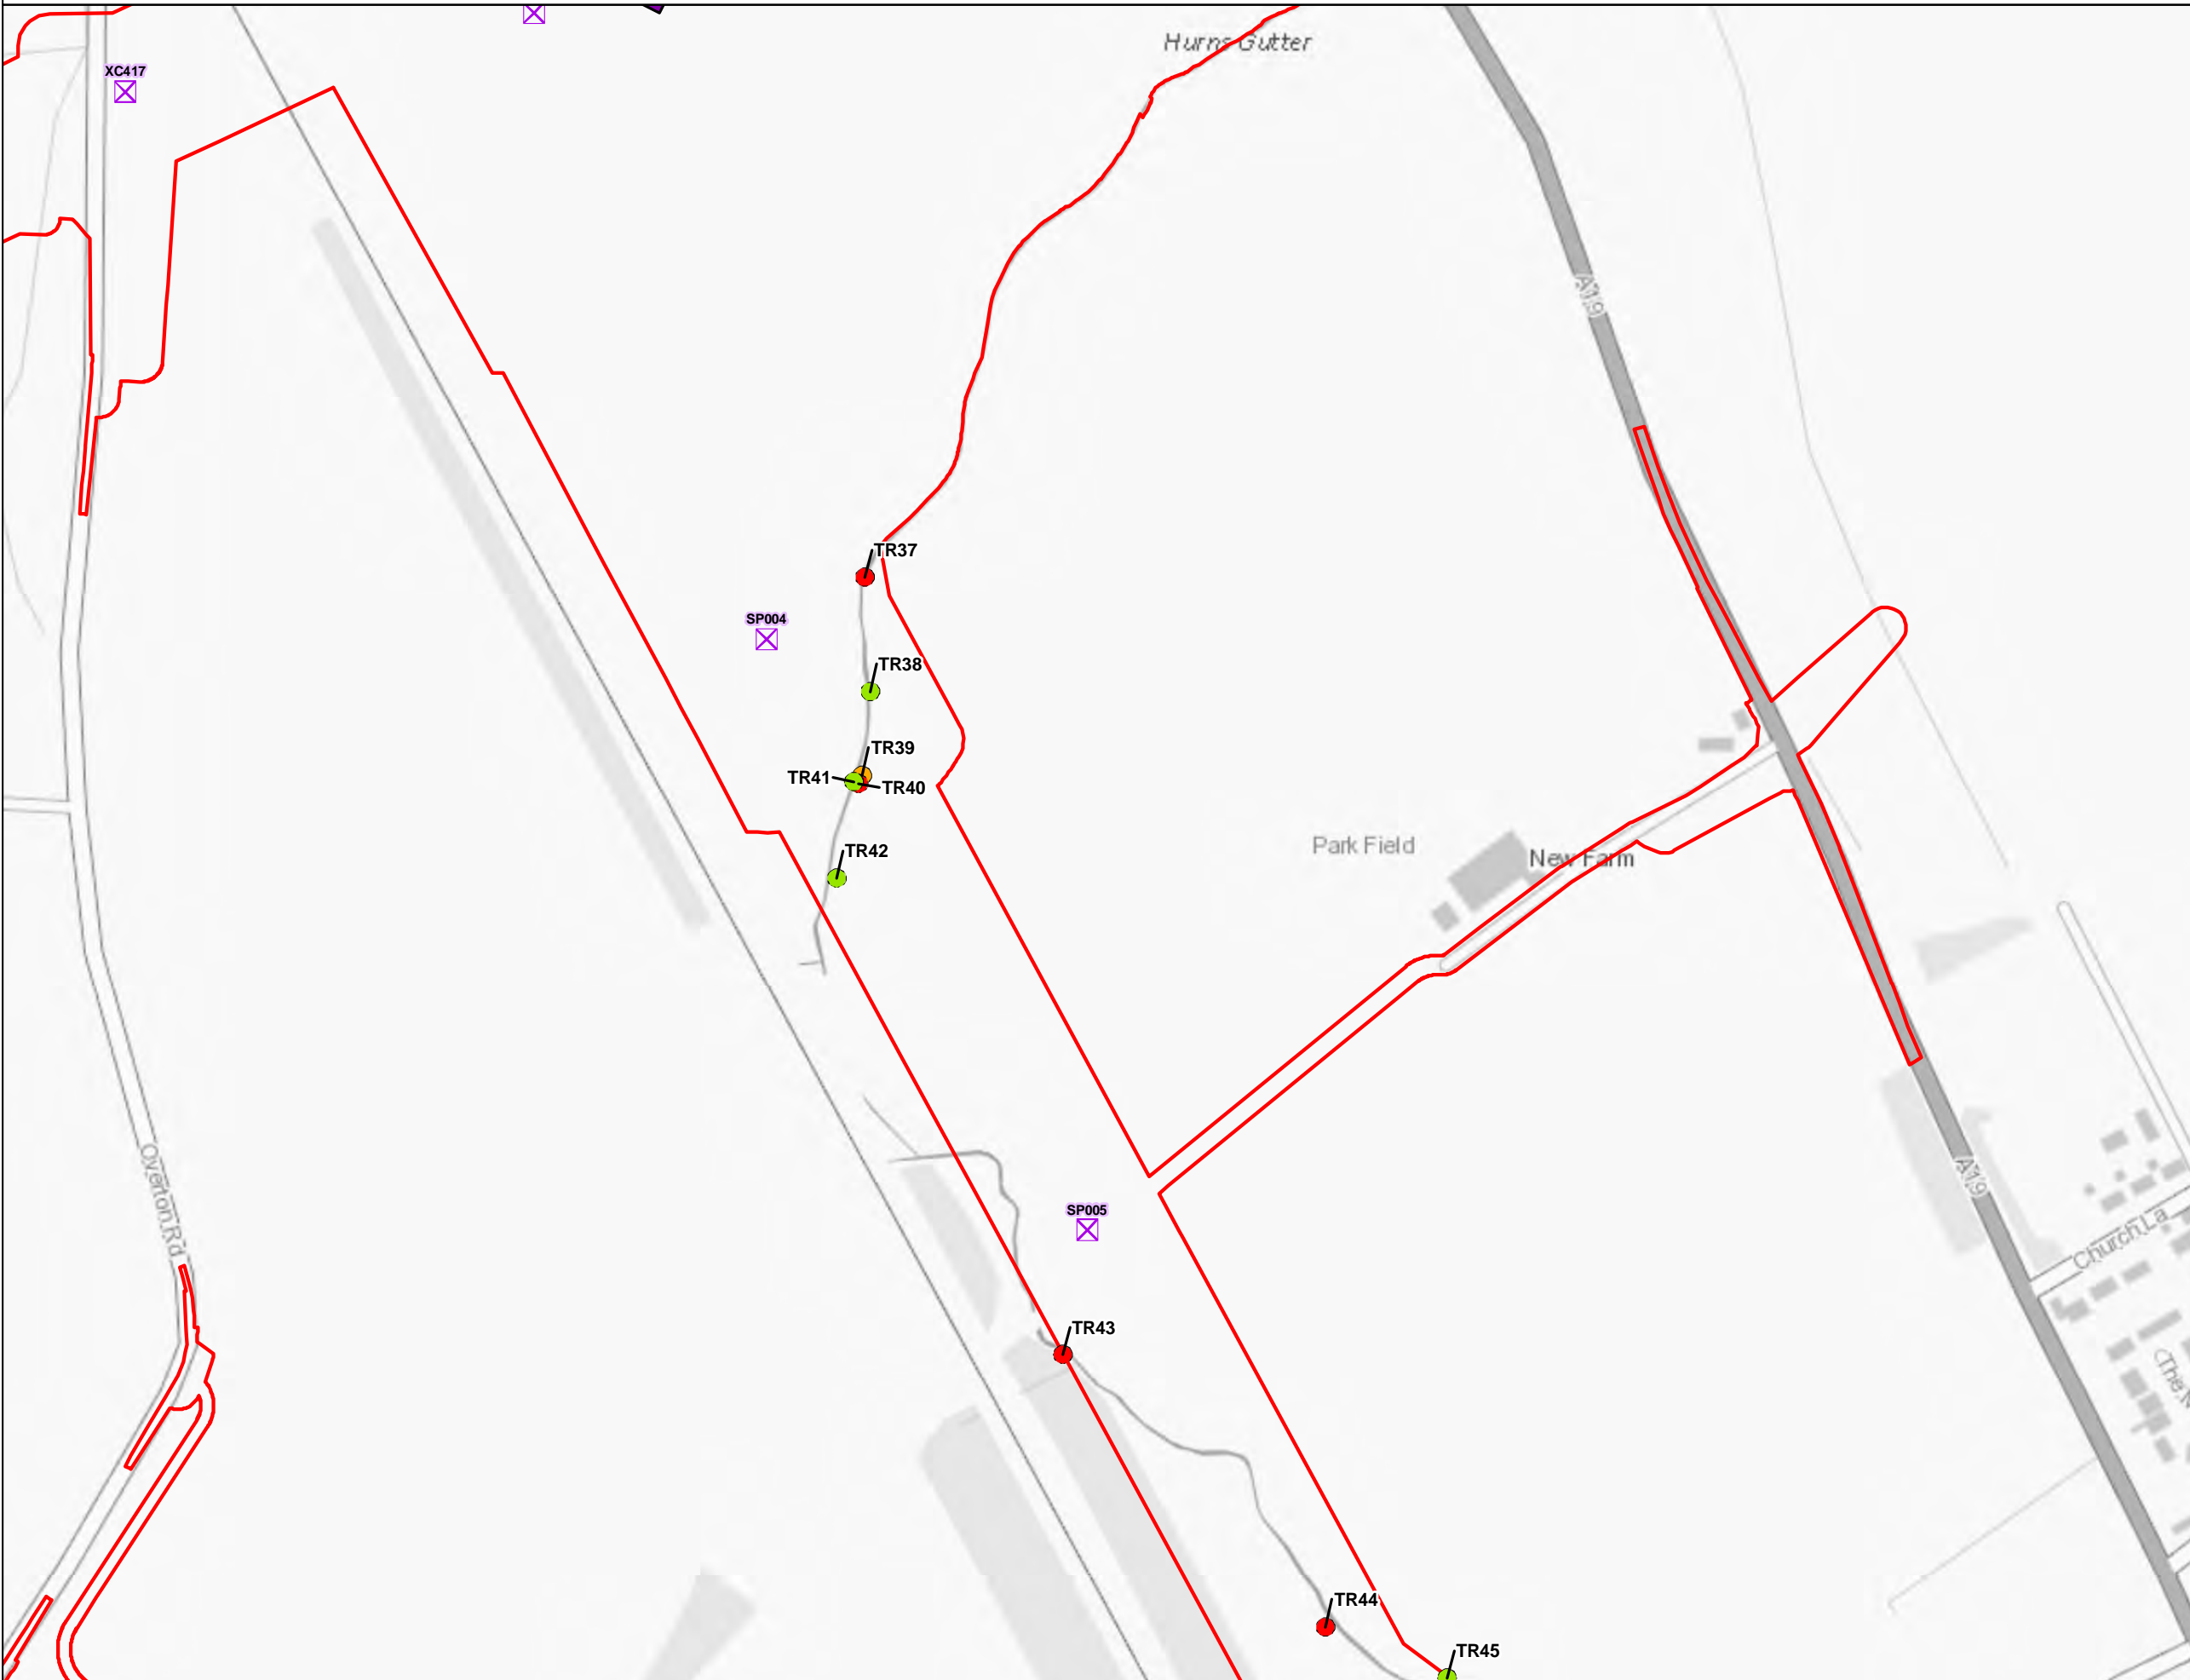 Hurns Gutter
XC417
A19
TR37
SP004
TR38
TR39
TR41
TR40
Park Field
TR42
New Farm
Overton Rd
A19
SP005
Church La
TR43
TR44
TR45